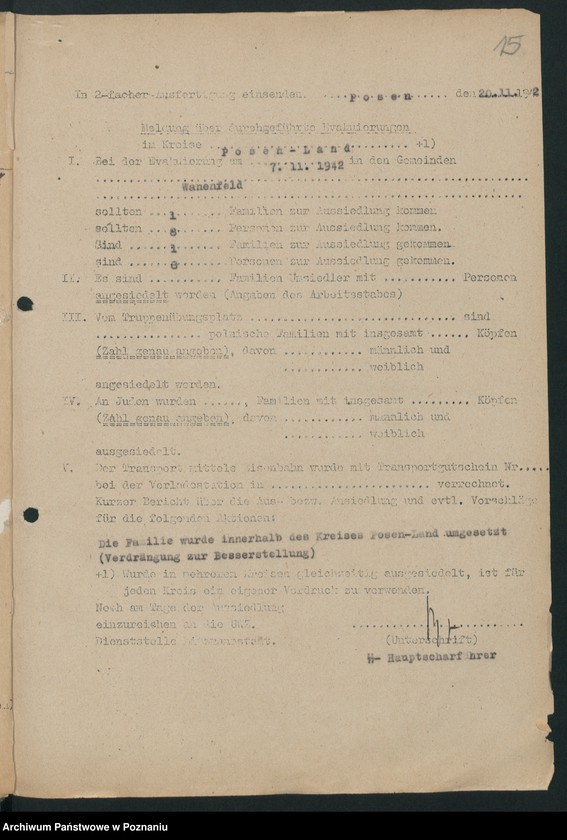 15
In 2-facher Ausfertigung einsenden. ....Posen..... den 20.11.1942
Meldung über durchgeführte Evakuierungen
im Kreise ..Posen-Land.......... +1)
I. Bei der Evakuierung am ...7.11.1942 in den Gemeinden
..........Wanenfeld..........
sollten ...1....... Familien zur Aussiedlung kommen
sollten ...8....... Personen zur Aussiedlung kommen.
Sind ...1....... Familien zur Aussiedlung gekommen
sind ...8....... Personen zur Aussiedlung gekommen.
II. Es sind ........... Familien Umsiedler mit .......... Personen
angesiedelt worden (Angaben des Arbeitsstabes)
III. Vom Truppenübungsplatz .............................. sind
................ polnische Familien mit insgesamt ...... Köpfen
(Zahl genau angeben), davon ............ männlich und
............ weiblich
angesiedelt werden.
IV. An Juden wurden ......, Familien mit insgesamt ......... Köpfen
(Zahl genau angeben), davon ............ männlich und
............ weiblich
ausgesiedelt.
V. Der Transport mittels Eisenbahn wurde mit Transportgutschein Nr.....
bei der Verladestation in ........................ verrechnet.
Kurzer Bericht über die Aus- bezw. Ansiedlung und evtl. Vorschläge
für die folgenden Aktionen:
Die Familie wurde innerhalb des Kreises Posen-Land umgesetzt
(Verdrängung zur Besserstellung)
+1) Wurde in mehreren Kreisen gleichzeitig ausgesiedelt, ist für
jeden Kreis ein eigener Vordruck zu verwenden.
Noch am Tage der Aussiedlung
einzureichen an die UWZ.
Dienststelle Litzmannstadt.
..........................
(Unterschrift)
SS- Hauptscharführer
Archiwum Państwowe w Poznaniu